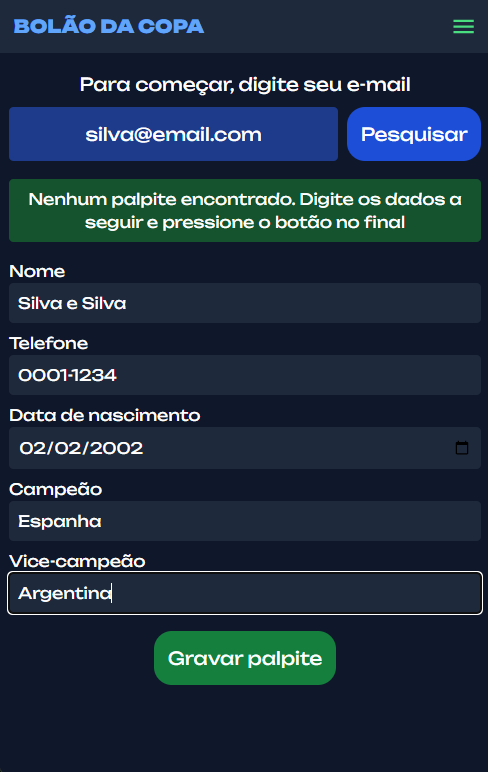 BOLÃO DA COPA
Para começar, digite seu e-mail
silva@email.com
Pesquisar
Nenhum palpite encontrado. Digite os dados a
seguir e pressione o botão no final
Nome
Silva e Silva
Telefone
0001-1234
Data de nascimento
02/02/2002
Campeão
Espanha
Vice-campeão
Argentina
Gravar palpite